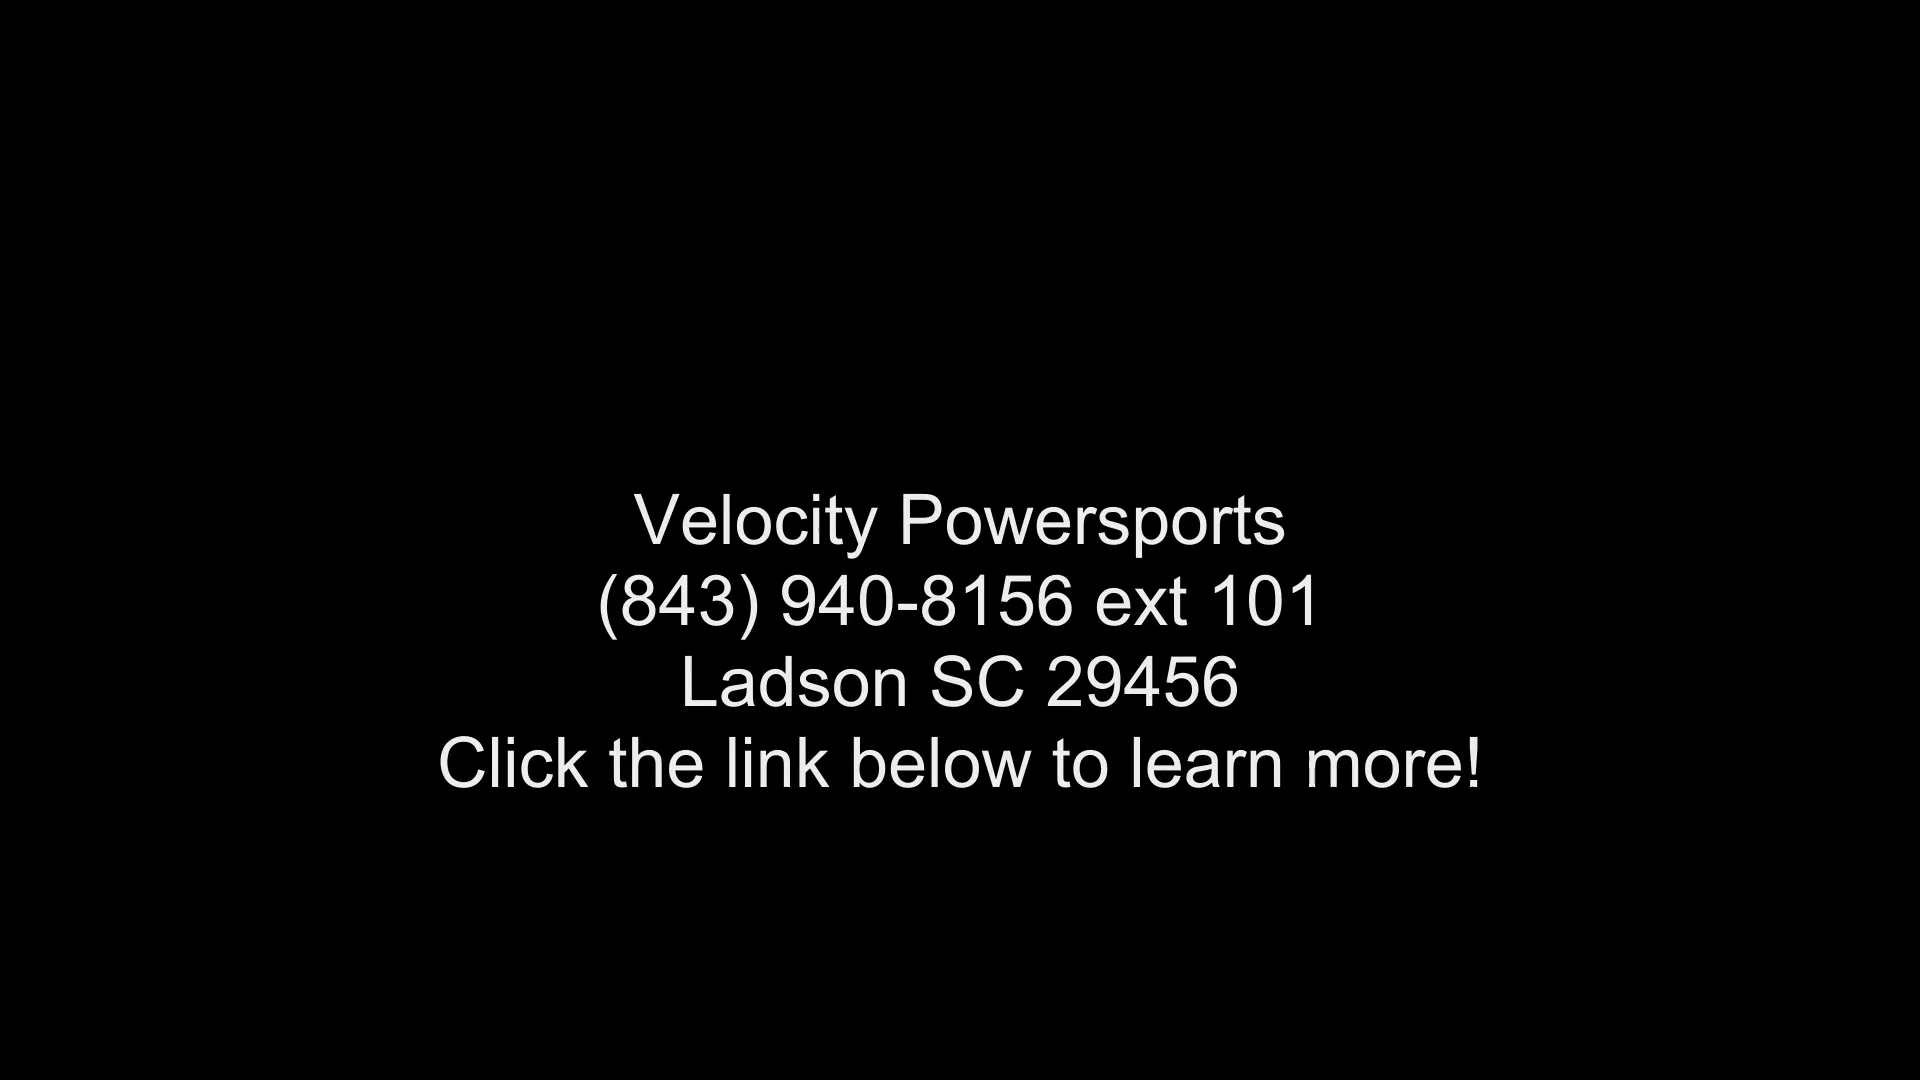 Velocity Powersports
(843) 940-8156 ext 101
Ladson SC 29456
Click the link below to learn more!